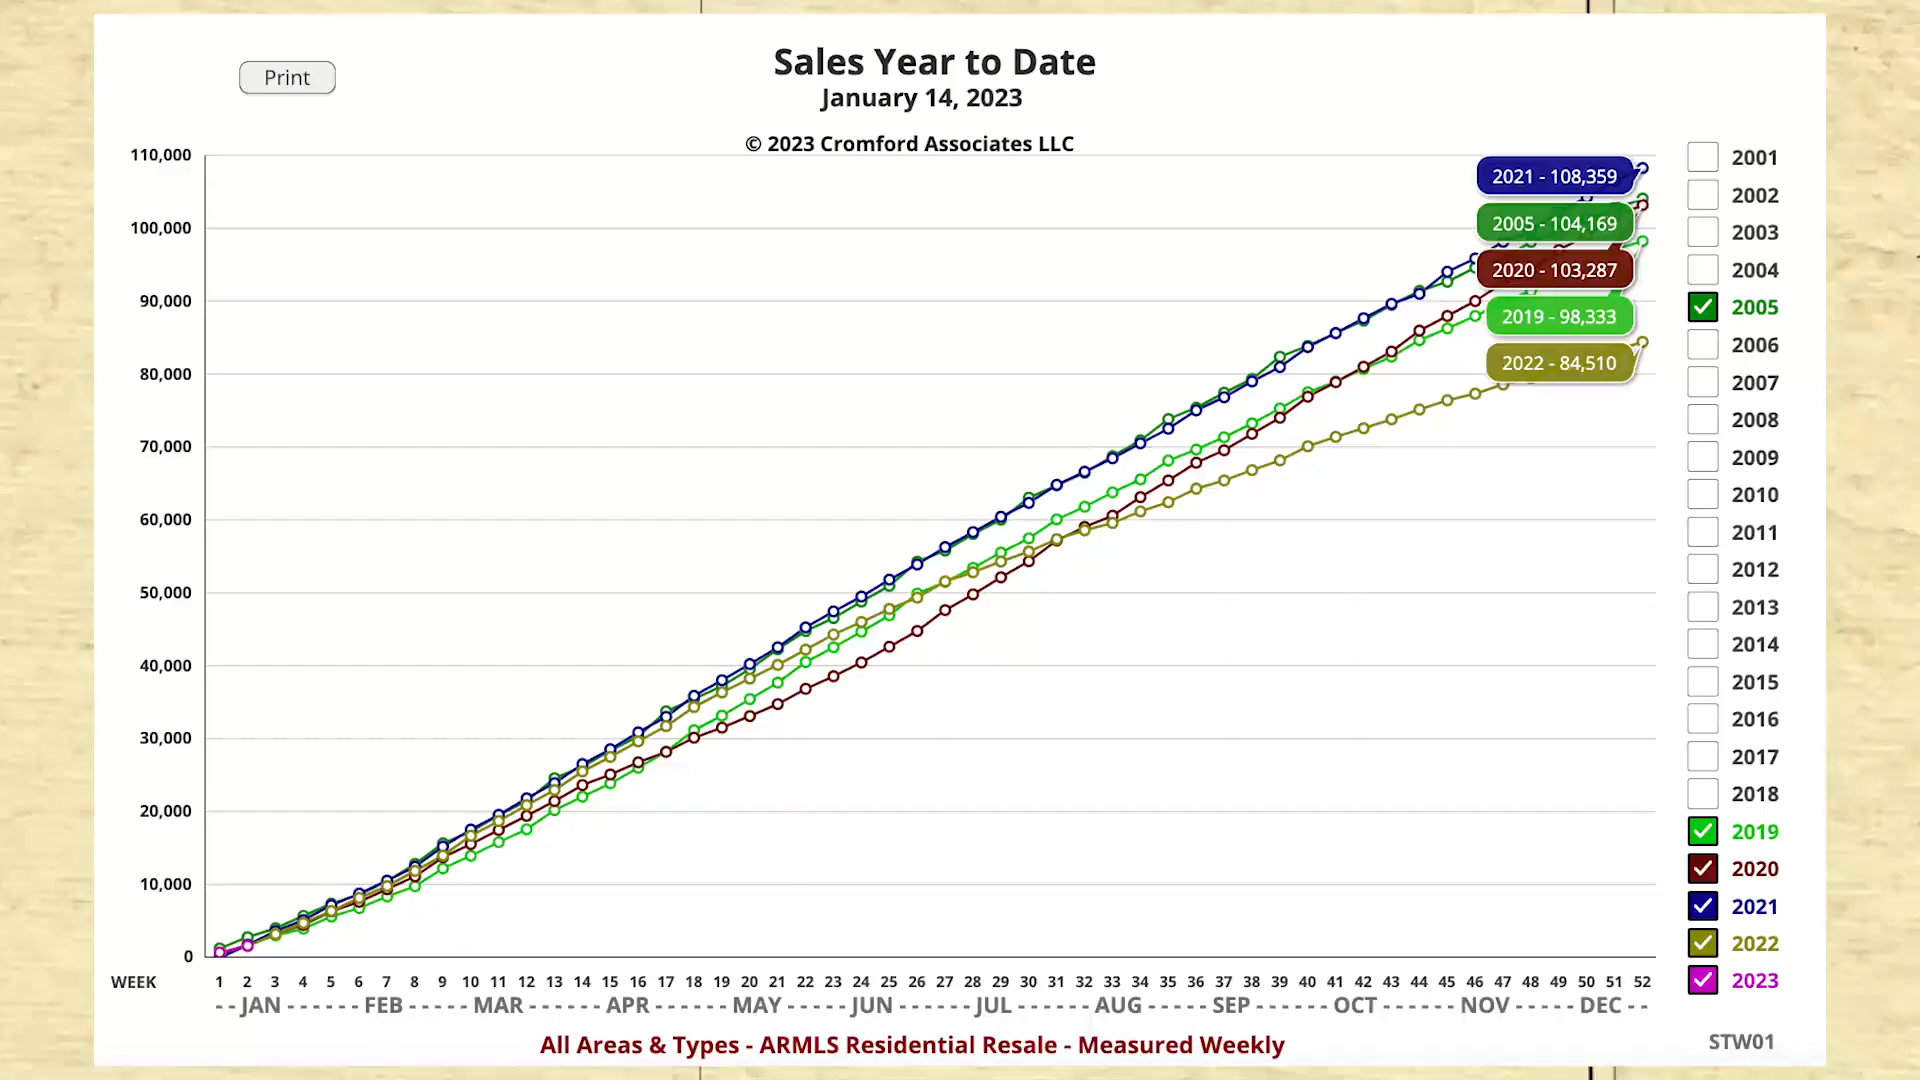 Print
Sales Year to Date
January 14, 2023
© 2023 Cromford Associates LLC
110,000
100,000
90,000
80,000
70,000
60,000
50,000
40,000
30,000
20,000
10,000
0
2021 - 108,359
2005 - 104,169
2020 - 103,287
2019 - 98,333
2022 - 84,510
2001
2002
2003
2004
2005
2006
2007
2008
2009
2010
2011
2012
2013
2014
2015
2016
2017
2018
2019
2020
2021
2022
2023
WEEK 1 2 3 4 5 6 7 8 9 10 11 12 13 14 15 16 17 18 19 20 21 22 23 24 25 26 27 28 29 30 31 32 33 34 35 36 37 38 39 40 41 42 43 44 45 46 47 48 49 50 51 52
--JAN------FEB-----MAR------APR------MAY------JUN------JUL------AUG-----SEP------OCT------NOV-----DEC--
All Areas & Types - ARMLS Residential Resale - Measured Weekly
STW01